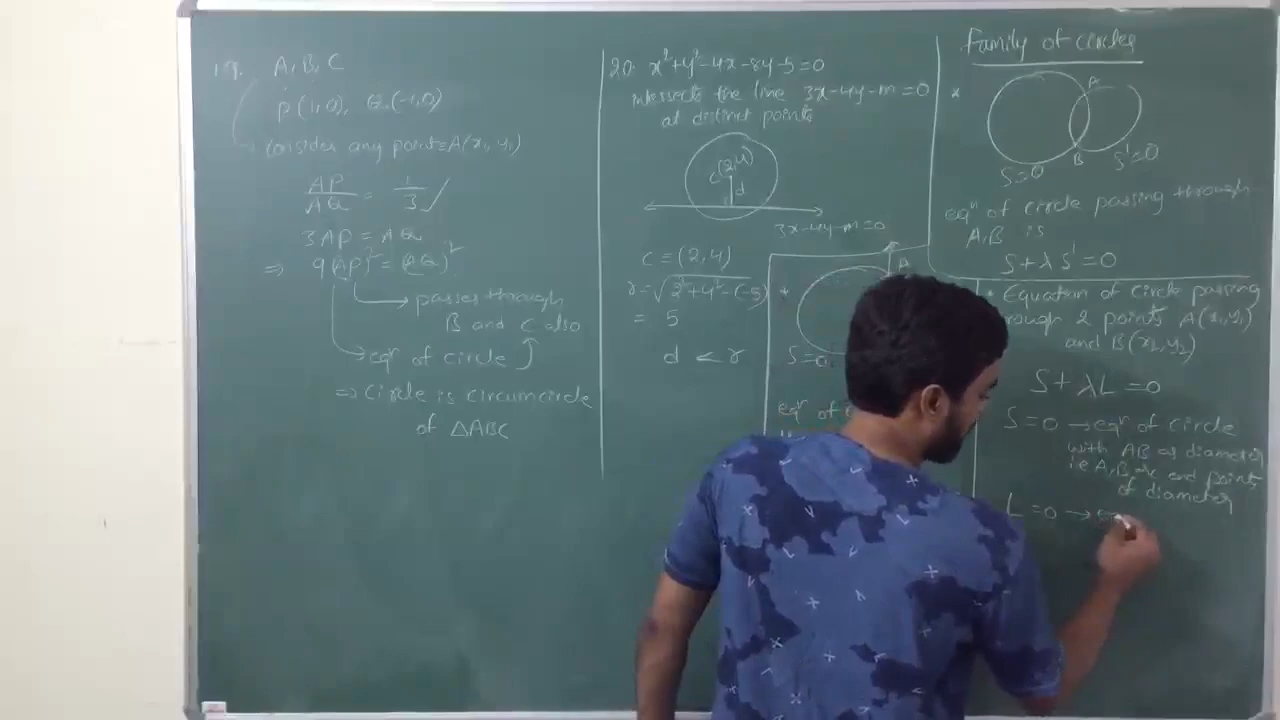 19. A, B, C
P(1,0), Q(-1,0)
consider any point = A(x₁, y₁)
AP/AQ = 1/3 ✓
3AP = AQ
⇒ 9(AP)² = (AQ)²
passes through
B and C also
eqⁿ of circle
⇒ Circle is circumcircle
of △ABC
20. x²+y²-4x-8y-5=0
intersects the line 3x-4y-m=0
at distinct points
C(2,4)
d
3x-4y-m=0
C = (2,4)
r = √2²+4²-(-5)
= 5
d < r
A
S=0
eqⁿ of
Family of circles
* A
B
S=0
S'=0
eqⁿ of circle passing through
A,B is
S+λS'=0
* Equation of circle passing
through 2 points A(x₁,y₁)
and B(x₂,y₂)
S+λL=0
S=0 → eqⁿ of circle
with AB as diameter
i.e A,B are end points
of diameter
L=0 → eq